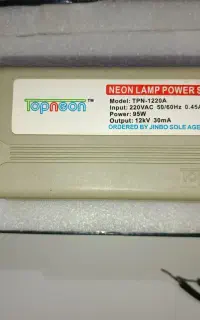 Topneon™
NEON LAMP POWER S
Model: TPN-1220A
Input: 220VAC 50/60Hz 0.45A
Power: 95W
Output: 12kV 30mA
ORDERED BY JINBO SOLE AGE